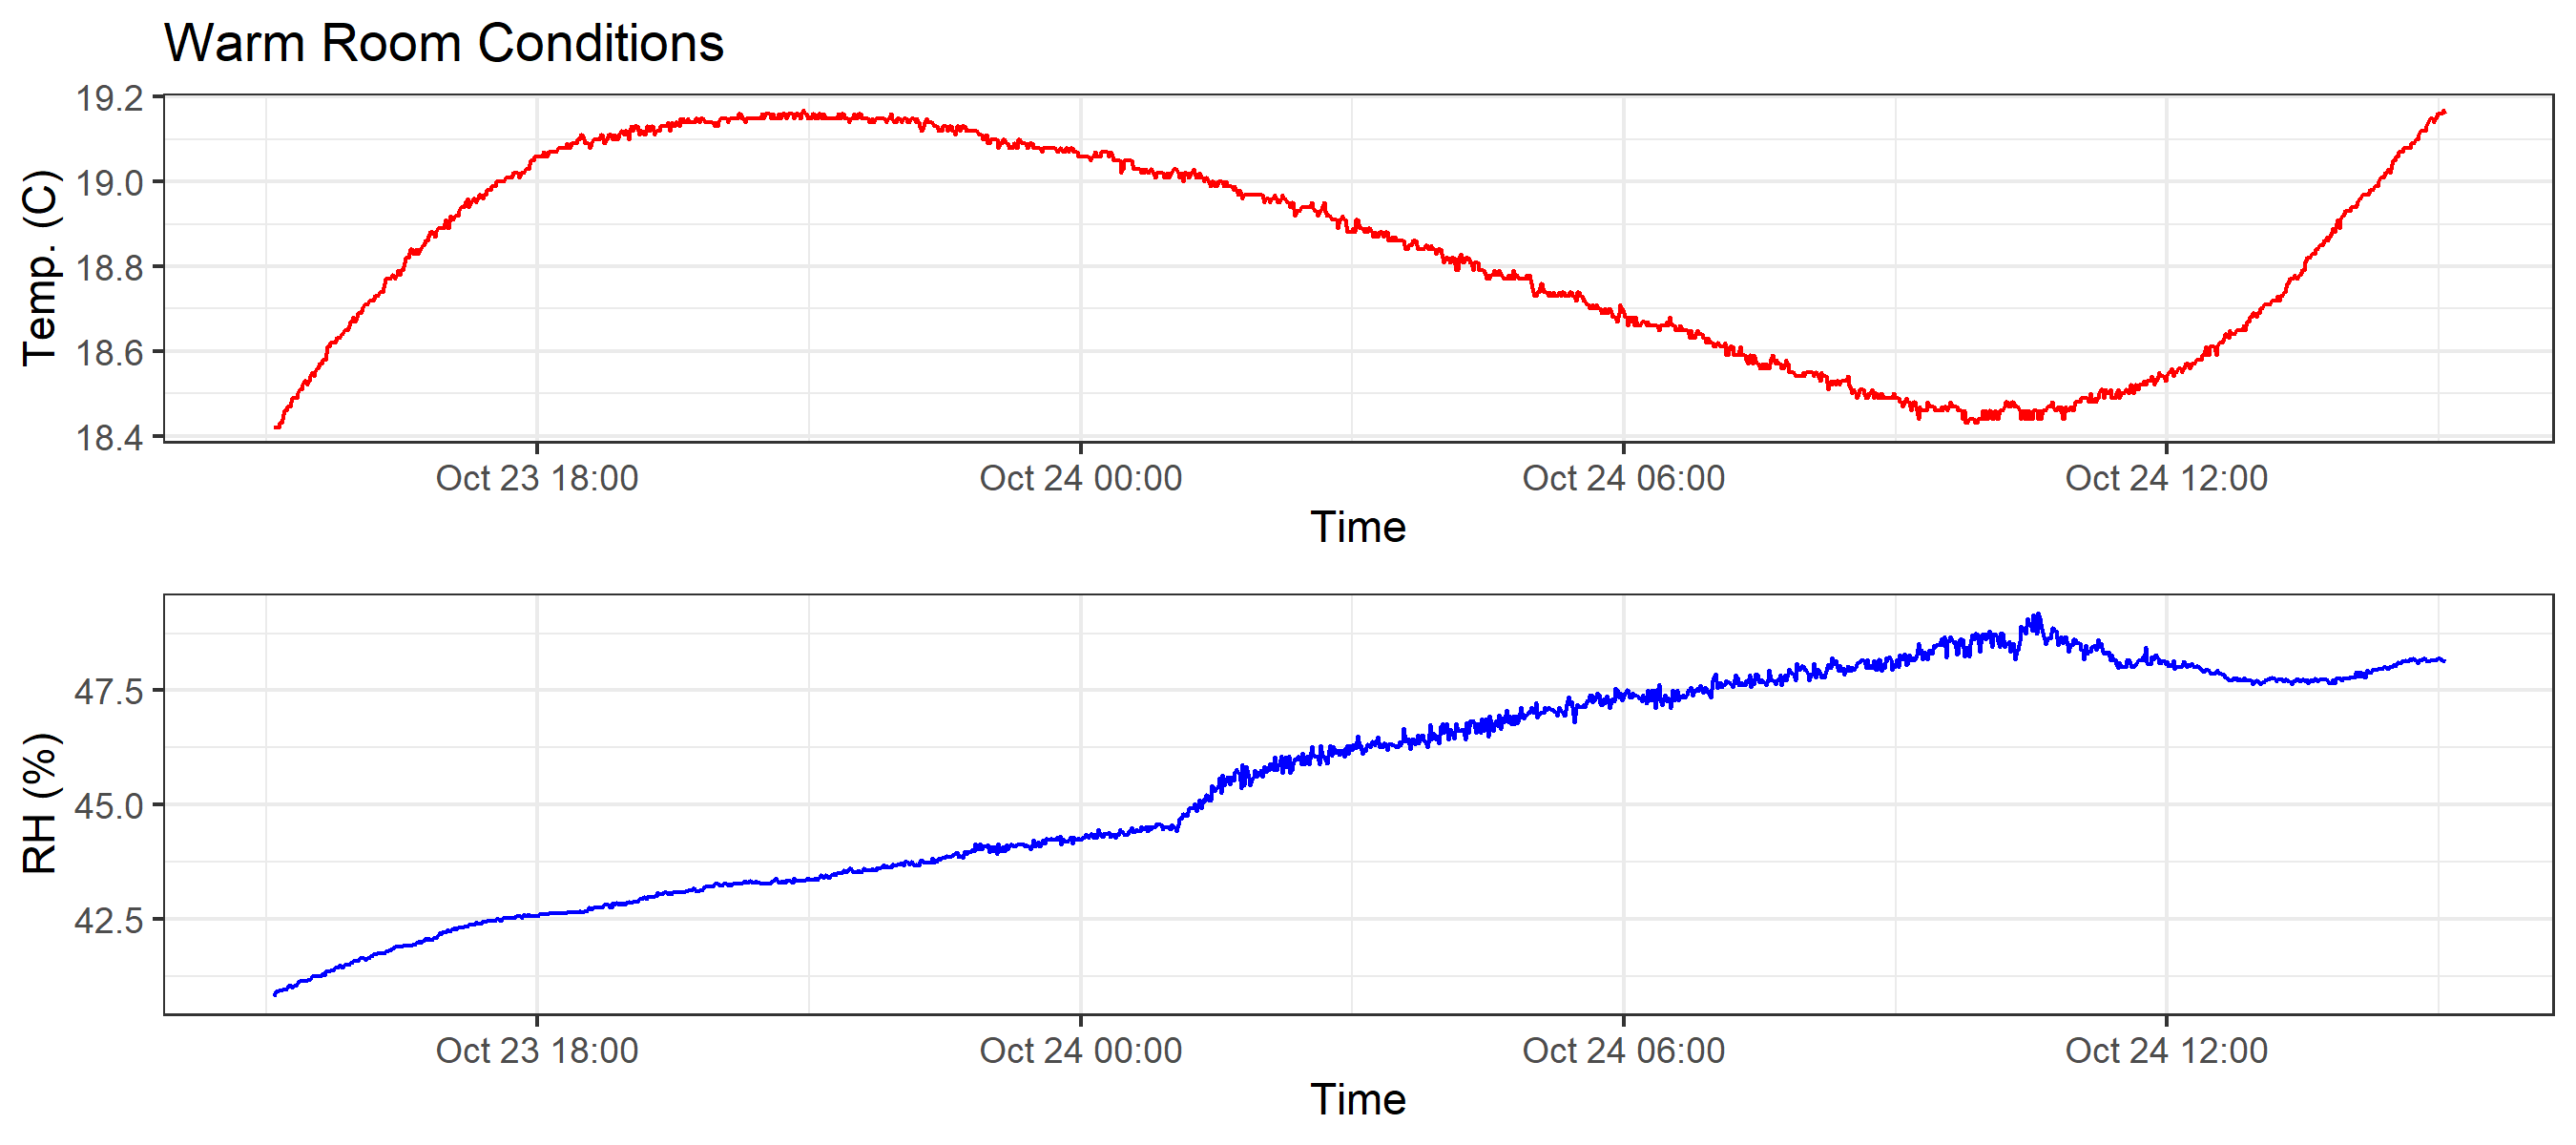 Warm Room Conditions
19.2
19.0
18.8
18.6
18.4
Temp. (C)
Oct 23 18:00 Oct 24 00:00 Oct 24 06:00 Oct 24 12:00
Time
47.5
45.0
42.5
RH (%)
Oct 23 18:00 Oct 24 00:00 Oct 24 06:00 Oct 24 12:00
Time